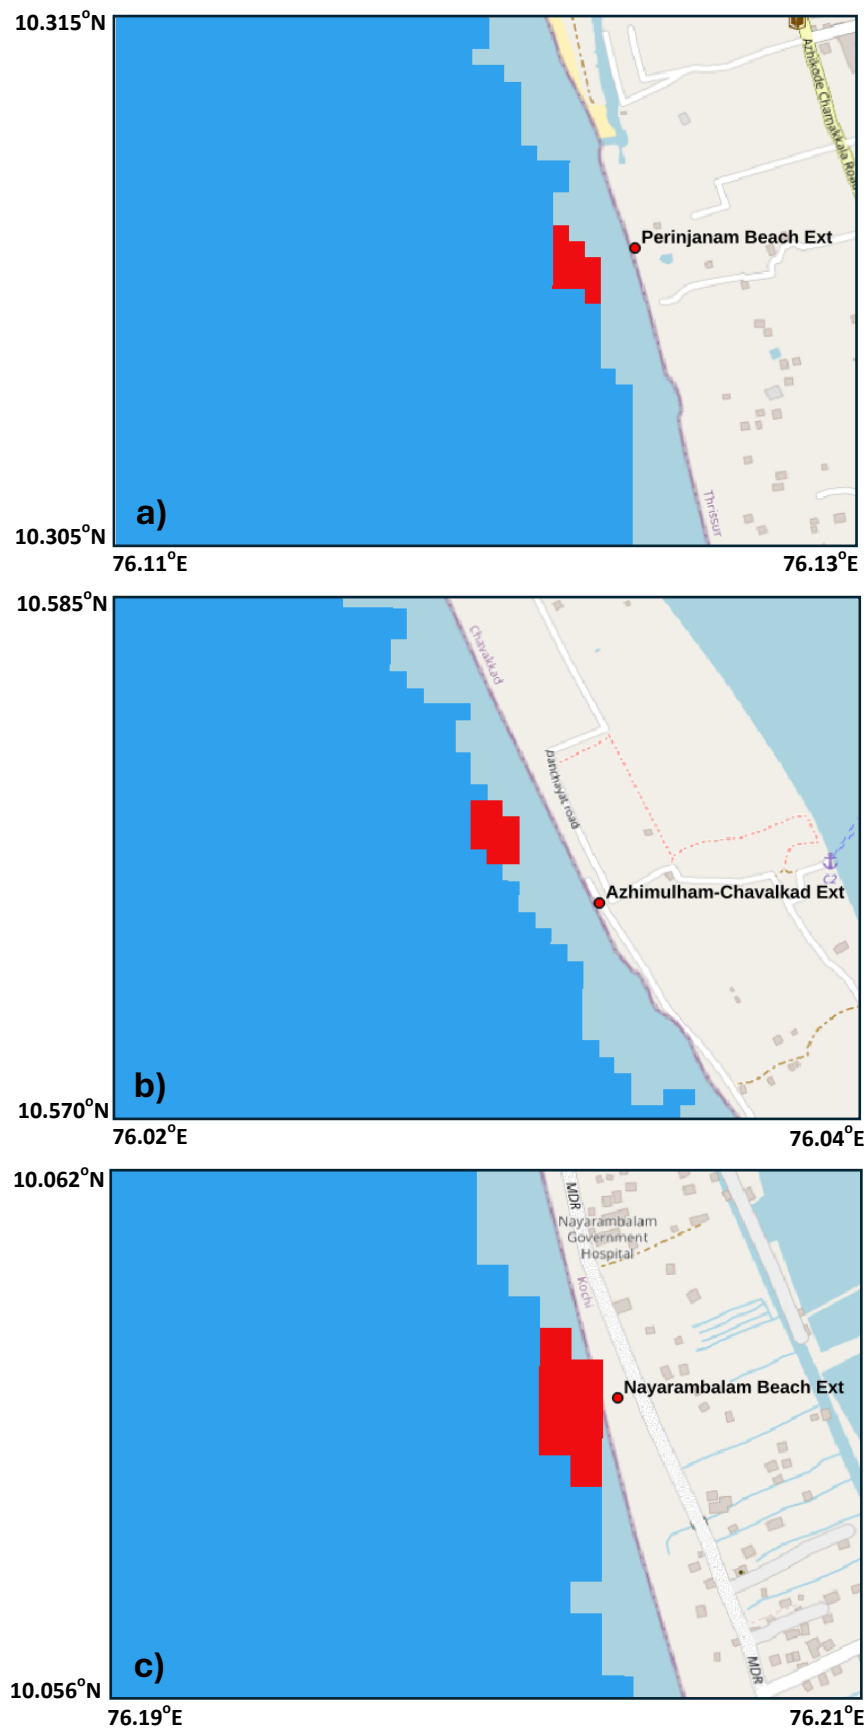 10.315°N
Azhikode Chamakkala Road
Perinjanam Beach Ext
Thrissur
a)
10.305°N
76.11°E
76.13°E
10.585°N
Chavakkad
panchayat road
Azhimulham-Chavalkad Ext
b)
10.570°N
76.02°E
76.04°E
10.062°N
MDR
Nayarambalam
Government
Hospital
Kochi
Nayarambalam Beach Ext
MDR
c)
10.056°N
76.19°E
76.21°E